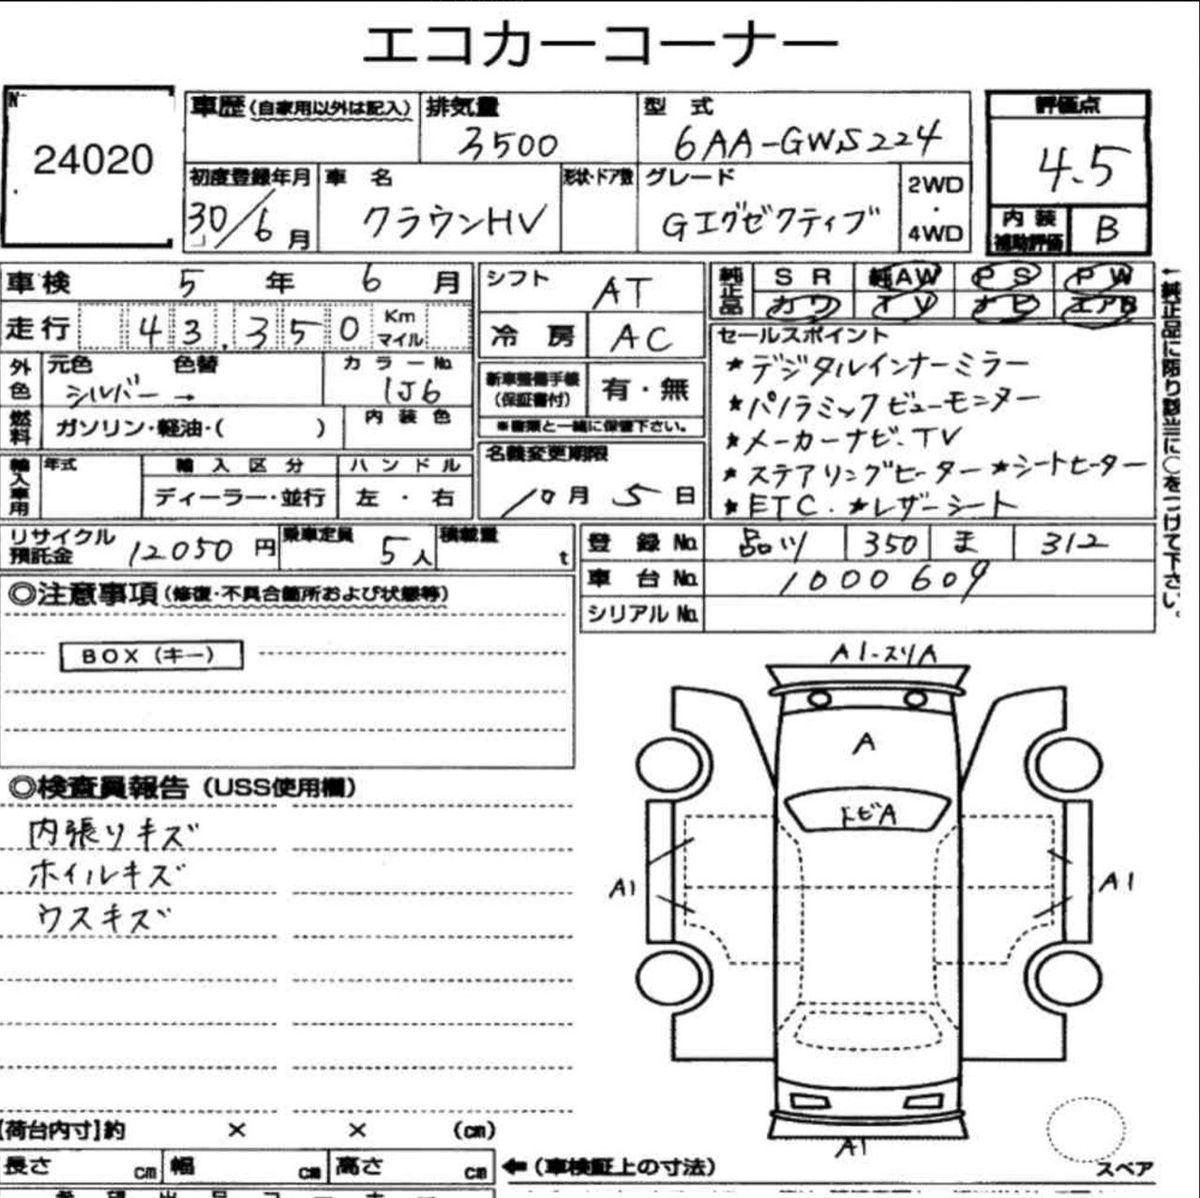 エコカーコーナー
No
24020
車歴(自家用以外は記入)
排気量
3500
型 式
6AA-GWS224
評価点
4.5
内装
補助評価
B
初度登録年月
30/6月
車 名
クラウンHV
形状・ドア数
グレード
Gエグゼクティブ
2WD
・
4WD
車検 5年 6月
走行 43.350 Km
マイル
外色
元色 色替
シルバー →
カラーNo.
1J6
燃料
ガソリン・軽油・( )
内 装 色
輸入車用
年式
輸 入 区 分
ディーラー・並行
ハ ン ド ル
左 ・ 右
シフト AT
冷 房 AC
新車整備手帳
(保証書付)
有・無
※書類と一緒に保管下さい。
名義変更期限
10月 5日
純正品
SR 純AW PS PW
カワ TV ナビ エアB
セールスポイント
★デジタルインナーミラー
★パノラミックビューモニター
★メーカーナビ.TV
★ステアリングヒーター ★シートヒーター
★ETC. ★レザーシート
←純正品に限り該当に○をつけて下さい。
リサイクル
預託金
12050円
乗車定員
5人
積載量
t
登 録 No. 品川 350 ま 312
車 台 No. 1000609
シリアル No.
◎注意事項(修復・不具合箇所および状態等)
BOX(キー)
◎検査員報告(USS使用欄)
内張りキズ
ホイルキズ
ウスキズ
A1-スリA
A
トビA
A1
A1
A1
スペア
【荷台内寸】約 × × (cm)
長さ cm 幅 cm 高さ cm
←(車検証上の寸法)